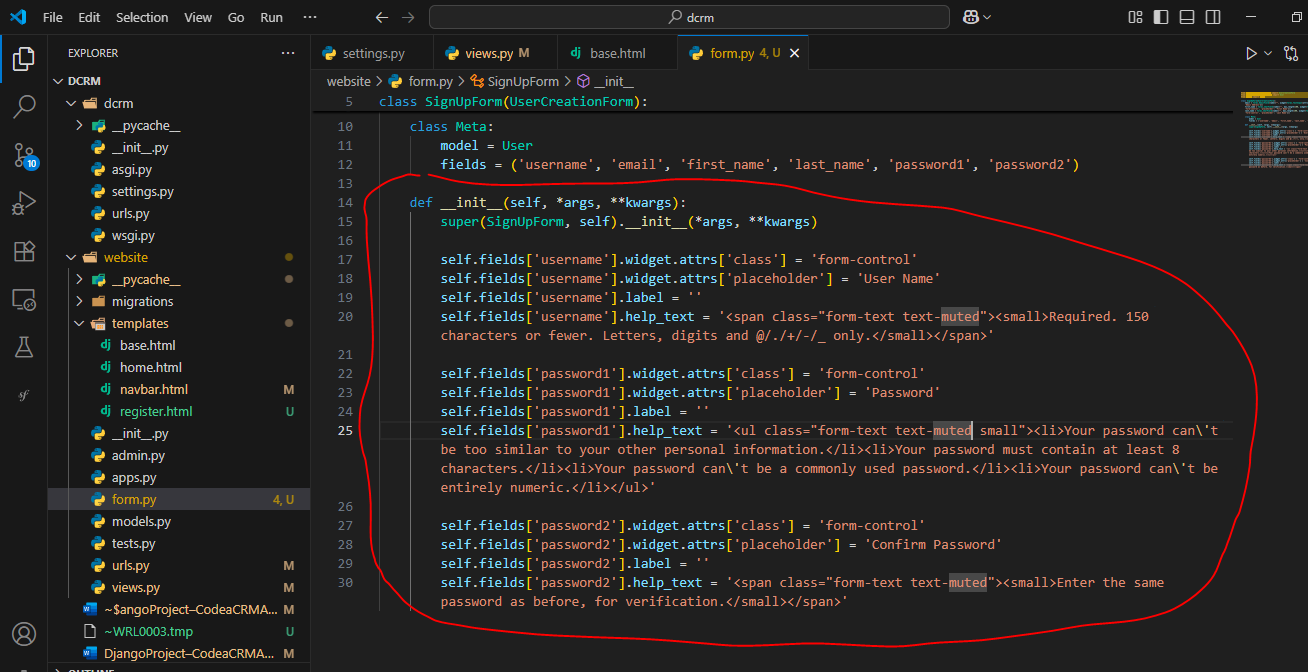 File Edit Selection View Go Run ··· dcrm
EXPLORER ···
DCRM
dcrm
__pycache__
__init__.py
asgi.py
settings.py
urls.py
wsgi.py
website
__pycache__
migrations
templates
base.html
home.html
navbar.html M
register.html U
__init__.py
admin.py
apps.py
form.py 4, U
models.py
tests.py
urls.py M
views.py M
~$angoProject–CodeaCRMA... M
~WRL0003.tmp U
DjangoProject–CodeaCRMA... M
OUTLINE
10
settings.py views.py M base.html form.py 4, U
website > form.py > SignUpForm > __init__
5 class SignUpForm(UserCreationForm):
10 class Meta:
11 model = User
12 fields = ('username', 'email', 'first_name', 'last_name', 'password1', 'password2')
13
14 def __init__(self, *args, **kwargs):
15 super(SignUpForm, self).__init__(*args, **kwargs)
16
17 self.fields['username'].widget.attrs['class'] = 'form-control'
18 self.fields['username'].widget.attrs['placeholder'] = 'User Name'
19 self.fields['username'].label = ''
20 self.fields['username'].help_text = '<span class="form-text text-muted"><small>Required. 150
characters or fewer. Letters, digits and @/./+/-/_ only.</small></span>'
21
22 self.fields['password1'].widget.attrs['class'] = 'form-control'
23 self.fields['password1'].widget.attrs['placeholder'] = 'Password'
24 self.fields['password1'].label = ''
25 self.fields['password1'].help_text = '<ul class="form-text text-muted small"><li>Your password can\'t
be too similar to your other personal information.</li><li>Your password must contain at least 8
characters.</li><li>Your password can\'t be a commonly used password.</li><li>Your password can\'t be
entirely numeric.</li></ul>'
26
27 self.fields['password2'].widget.attrs['class'] = 'form-control'
28 self.fields['password2'].widget.attrs['placeholder'] = 'Confirm Password'
29 self.fields['password2'].label = ''
30 self.fields['password2'].help_text = '<span class="form-text text-muted"><small>Enter the same
password as before, for verification.</small></span>'